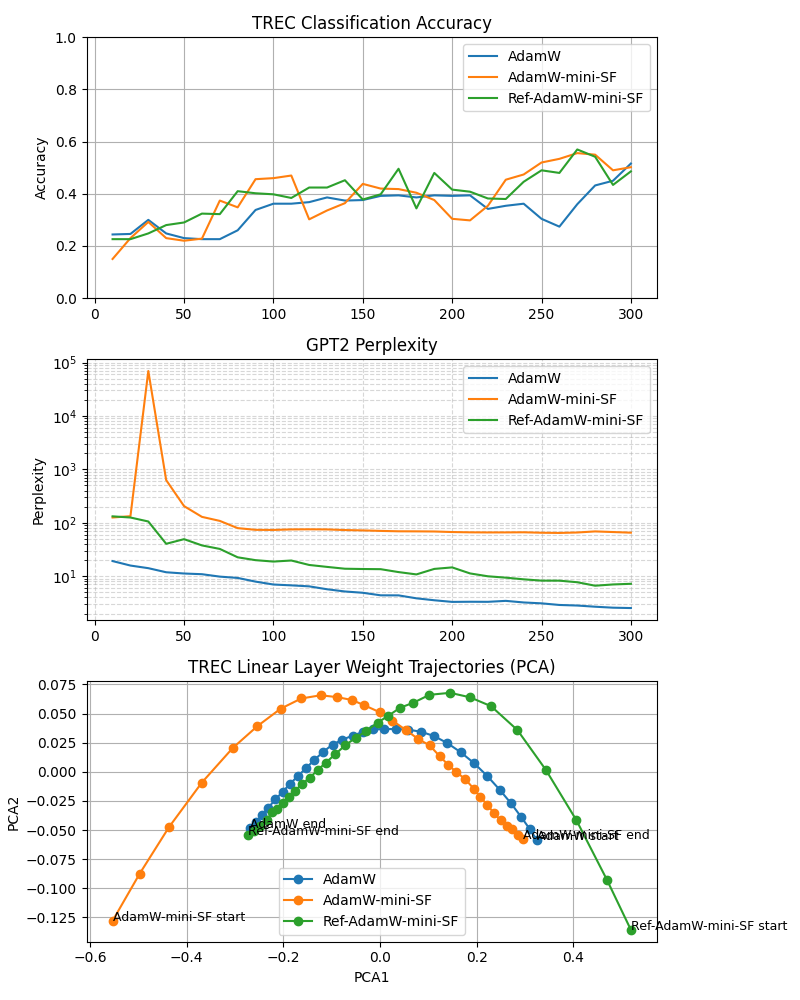 TREC Classification Accuracy
Accuracy
1.0
0.8
0.6
0.4
0.2
0.0
AdamW
AdamW-mini-SF
Ref-AdamW-mini-SF
0 50 100 150 200 250 300
GPT2 Perplexity
Perplexity
10^5
10^4
10^3
10^2
10^1
AdamW
AdamW-mini-SF
Ref-AdamW-mini-SF
0 50 100 150 200 250 300
TREC Linear Layer Weight Trajectories (PCA)
PCA2
0.075
0.050
0.025
0.000
−0.025
−0.050
−0.075
−0.100
−0.125
AdamW end
Ref-AdamW-mini-SF end
AdamW-mini-SF end
AdamW start
AdamW-mini-SF start
Ref-AdamW-mini-SF start
AdamW
AdamW-mini-SF
Ref-AdamW-mini-SF
−0.6 −0.4 −0.2 0.0 0.2 0.4
PCA1